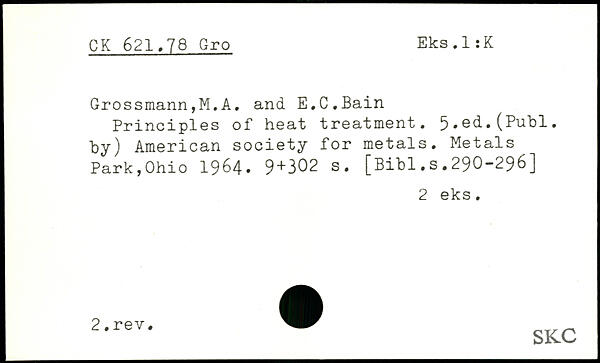 CK 621.78 Gro Eks.1:K
Grossmann,M.A. and E.C.Bain
Principles of heat treatment. 5.ed.(Publ.
by) American society for metals. Metals
Park,Ohio 1964. 9+302 s. [Bibl.s.290-296]
2 eks.
2.rev.
SKC